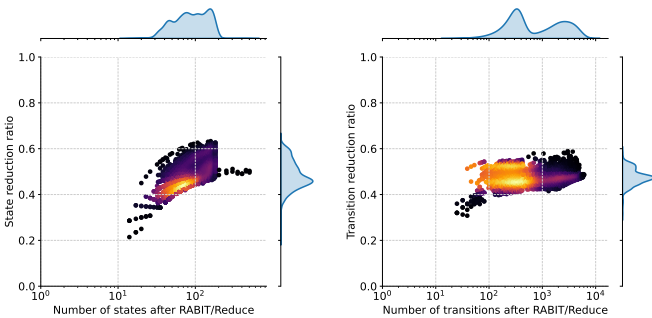 1.0
0.8
0.6
0.4
0.2
0.0
State reduction ratio
10^0 10^1 10^2
Number of states after RABIT/Reduce
1.0
0.8
0.6
0.4
0.2
0.0
Transition reduction ratio
10^0 10^1 10^2 10^3 10^4
Number of transitions after RABIT/Reduce